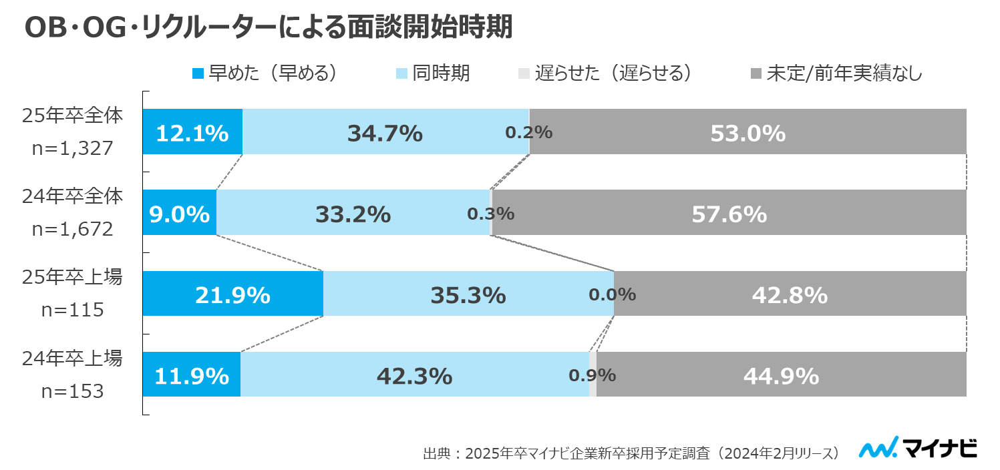 OB・OG・リクルーターによる面談開始時期
早めた（早める） 同時期 遅らせた（遅らせる） 未定/前年実績なし
25年卒全体
n=1,327
12.1% 34.7% 0.2% 53.0%
24年卒全体
n=1,672
9.0% 33.2% 0.3% 57.6%
25年卒上場
n=115
21.9% 35.3% 0.0% 42.8%
24年卒上場
n=153
11.9% 42.3% 0.9% 44.9%
出典：2025年卒マイナビ企業新卒採用予定調査（2024年2月リリース）
マイナビ